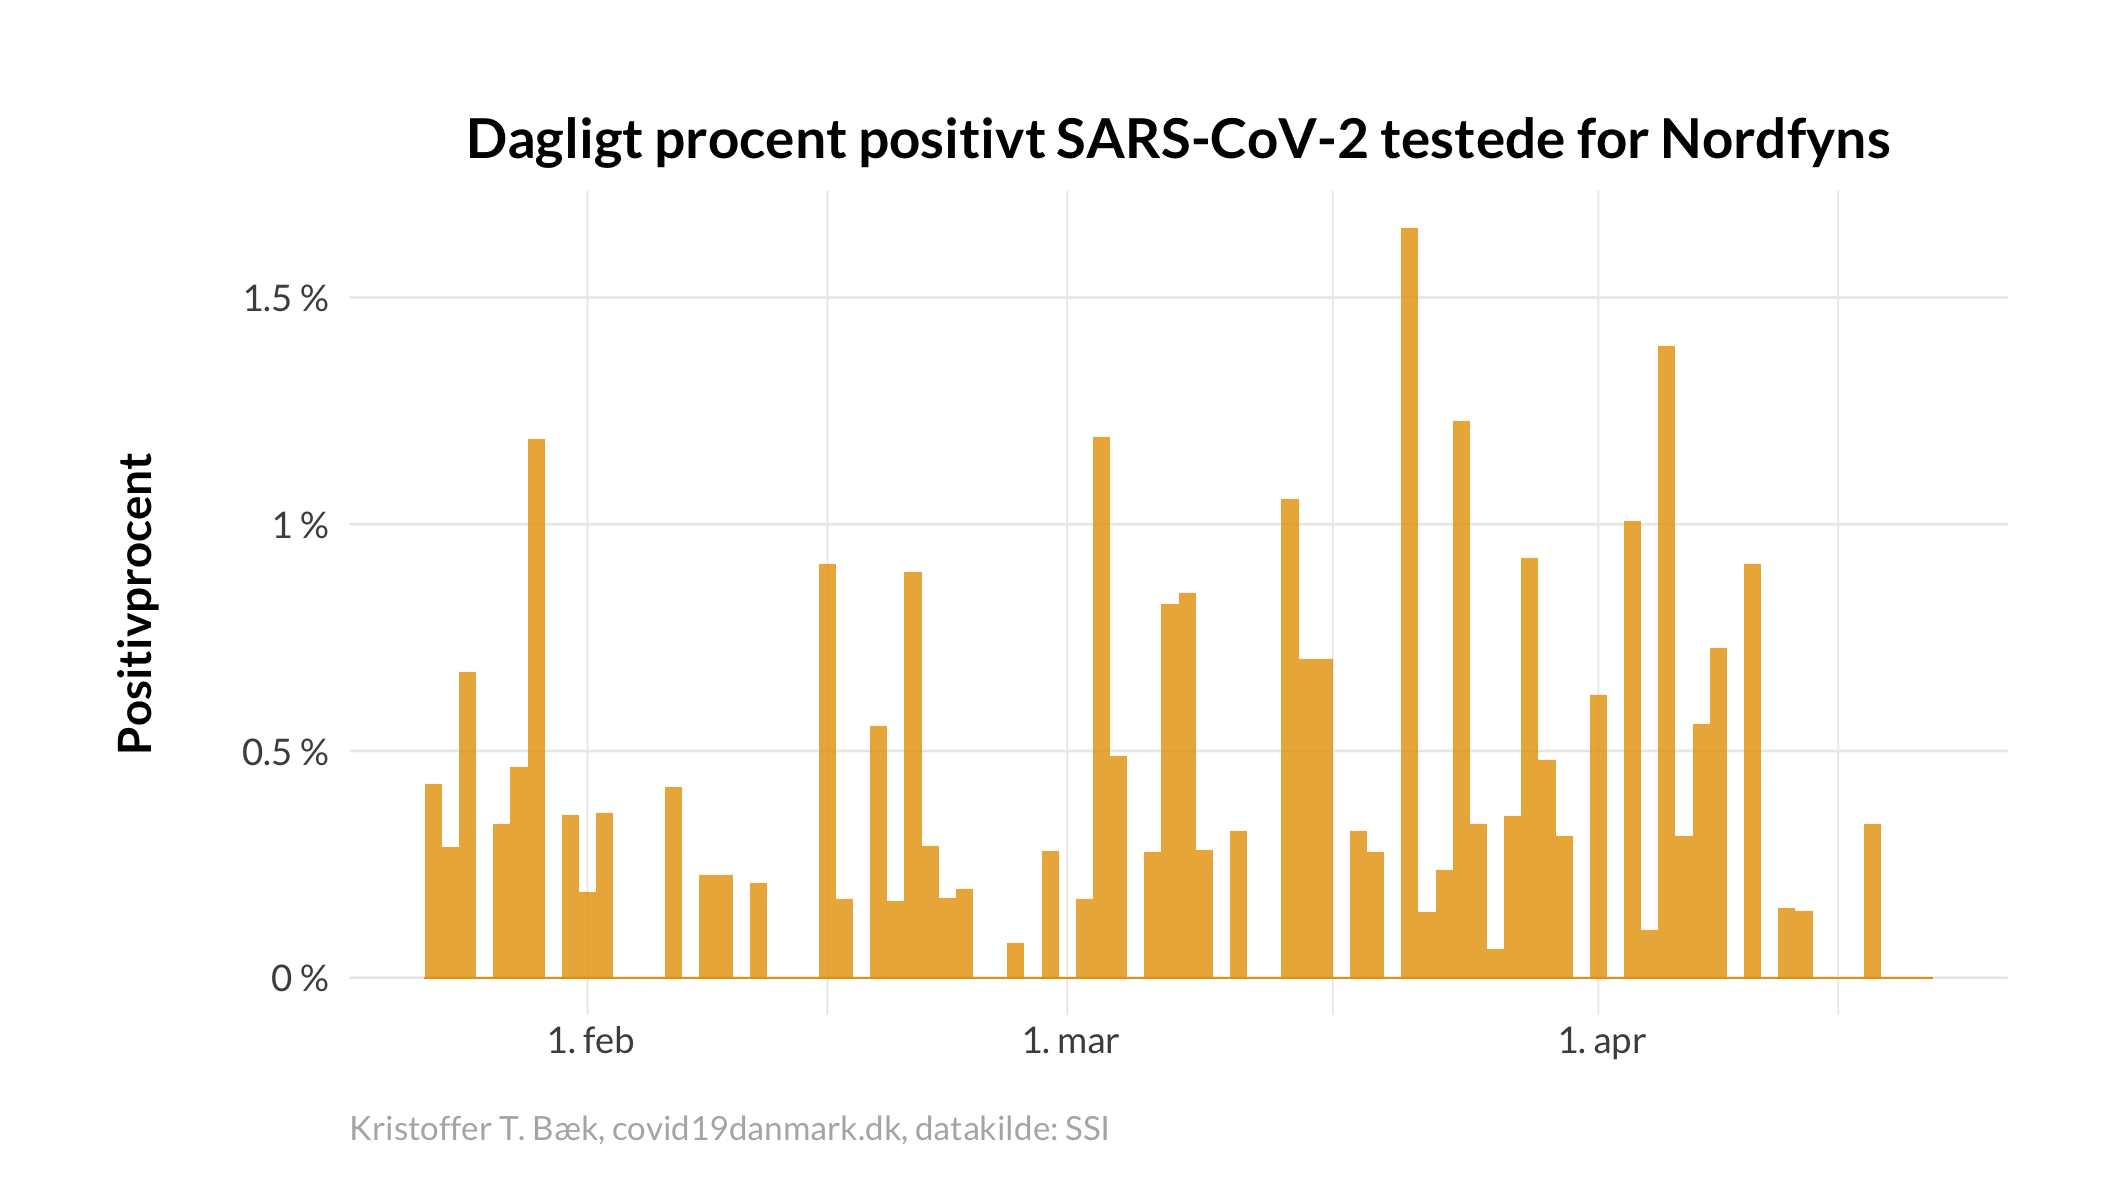 Dagligt procent positivt SARS-CoV-2 testede for Nordfyns
Positivprocent
1.5 %
1 %
0.5 %
0 %
1. feb
1. mar
1. apr
Kristoffer T. Bæk, covid19danmark.dk, datakilde: SSI